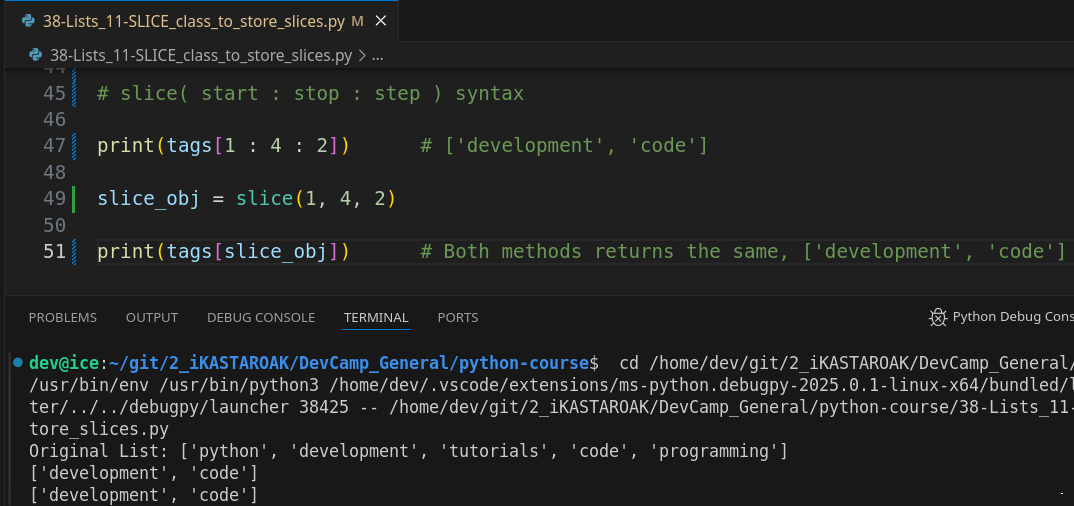 38-Lists_11-SLICE_class_to_store_slices.py M ×
38-Lists_11-SLICE_class_to_store_slices.py > ...
44
45 # slice( start : stop : step ) syntax
46
47 print(tags[1 : 4 : 2]) # ['development', 'code']
48
49 slice_obj = slice(1, 4, 2)
50
51 print(tags[slice_obj]) # Both methods returns the same, ['development', 'code']
PROBLEMS OUTPUT DEBUG CONSOLE TERMINAL PORTS Python Debug Cons
dev@ice:~/git/2_iKASTAROAK/DevCamp_General/python-course$ cd /home/dev/git/2_iKASTAROAK/DevCamp_General/
/usr/bin/env /usr/bin/python3 /home/dev/.vscode/extensions/ms-python.debugpy-2025.0.1-linux-x64/bundled/l
ter/../../debugpy/launcher 38425 -- /home/dev/git/2_iKASTAROAK/DevCamp_General/python-course/38-Lists_11-
tore_slices.py
Original List: ['python', 'development', 'tutorials', 'code', 'programming']
['development', 'code']
['development', 'code']